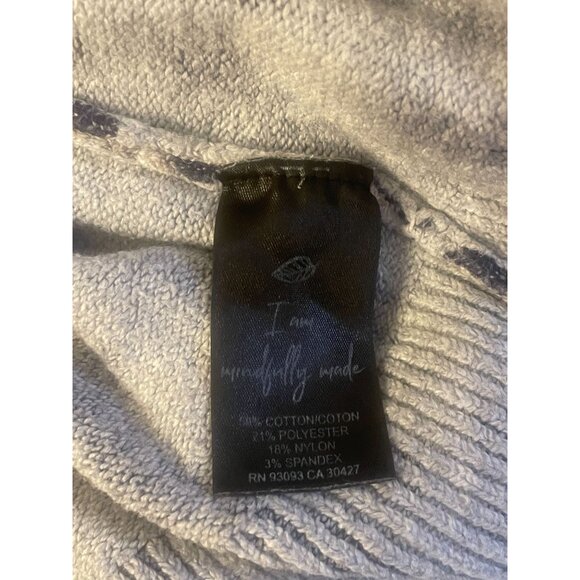 I am
mindfully made
58% COTTON/COTON
21% POLYESTER
18% NYLON
3% SPANDEX
RN 93093 CA 30427